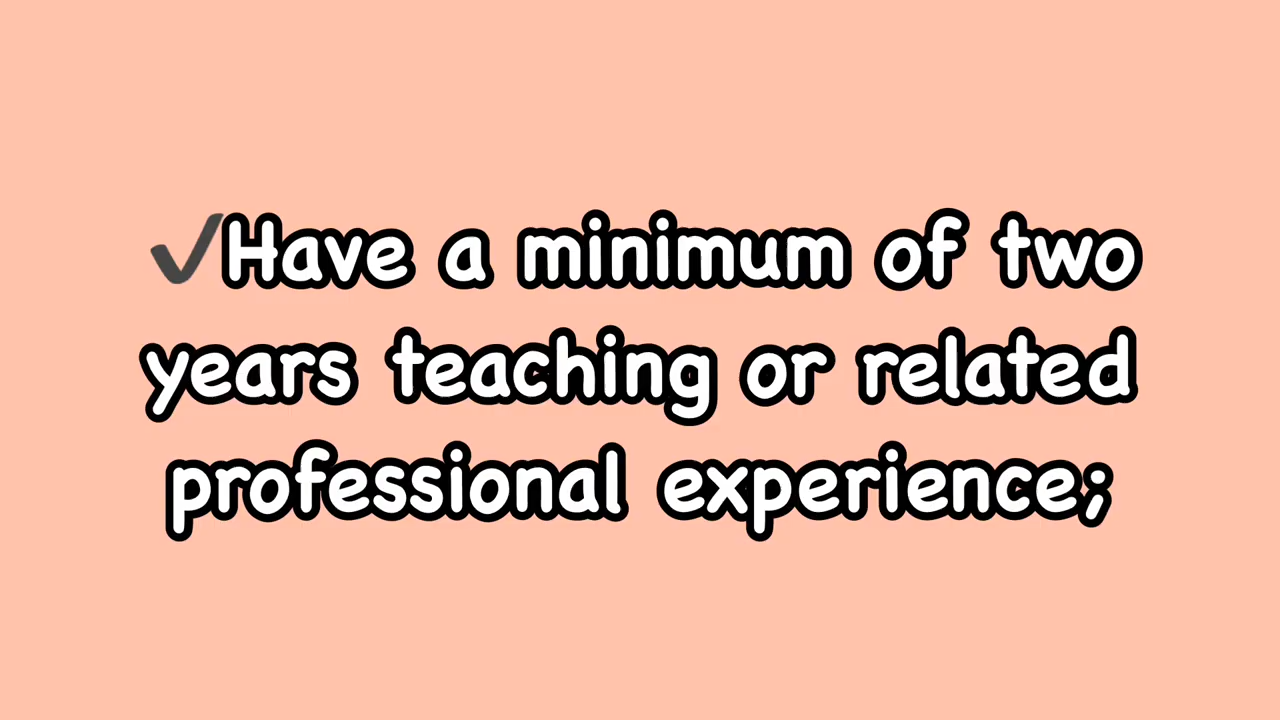 ✔Have a minimum of two
years teaching or related
professional experience;